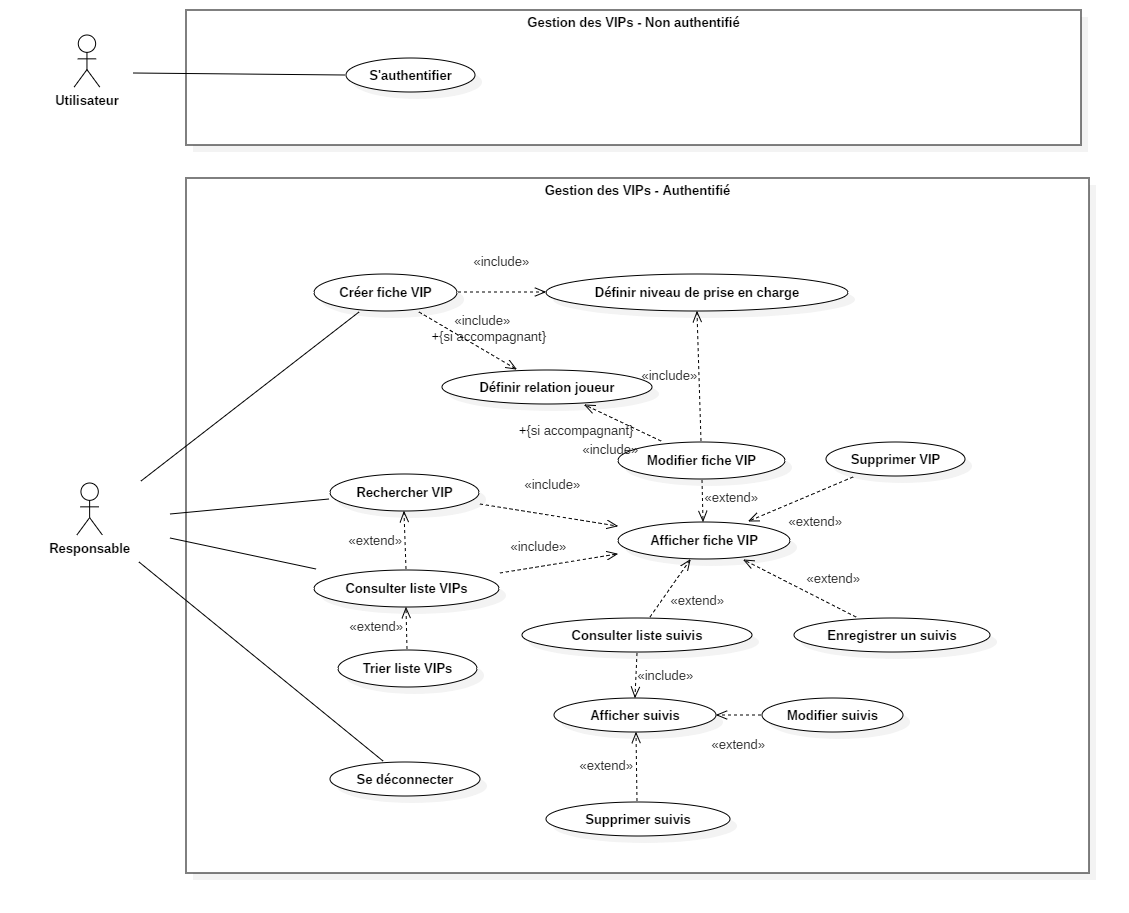 Gestion des VIPs - Non authentifié
S'authentifier
Utilisateur
Gestion des VIPs - Authentifié
«include»
Créer fiche VIP
Définir niveau de prise en charge
«include»
+{si accompagnant}
«include»
Définir relation joueur
+{si accompagnant}
«include»
Modifier fiche VIP
Supprimer VIP
«include»
Rechercher VIP
«extend»
«extend»
Responsable
«extend»
Afficher fiche VIP
«include»
«extend»
Consulter liste VIPs
«extend»
«extend»
Consulter liste suivis
Enregistrer un suivis
Trier liste VIPs
«include»
Afficher suivis
Modifier suivis
«extend»
«extend»
Se déconnecter
Supprimer suivis